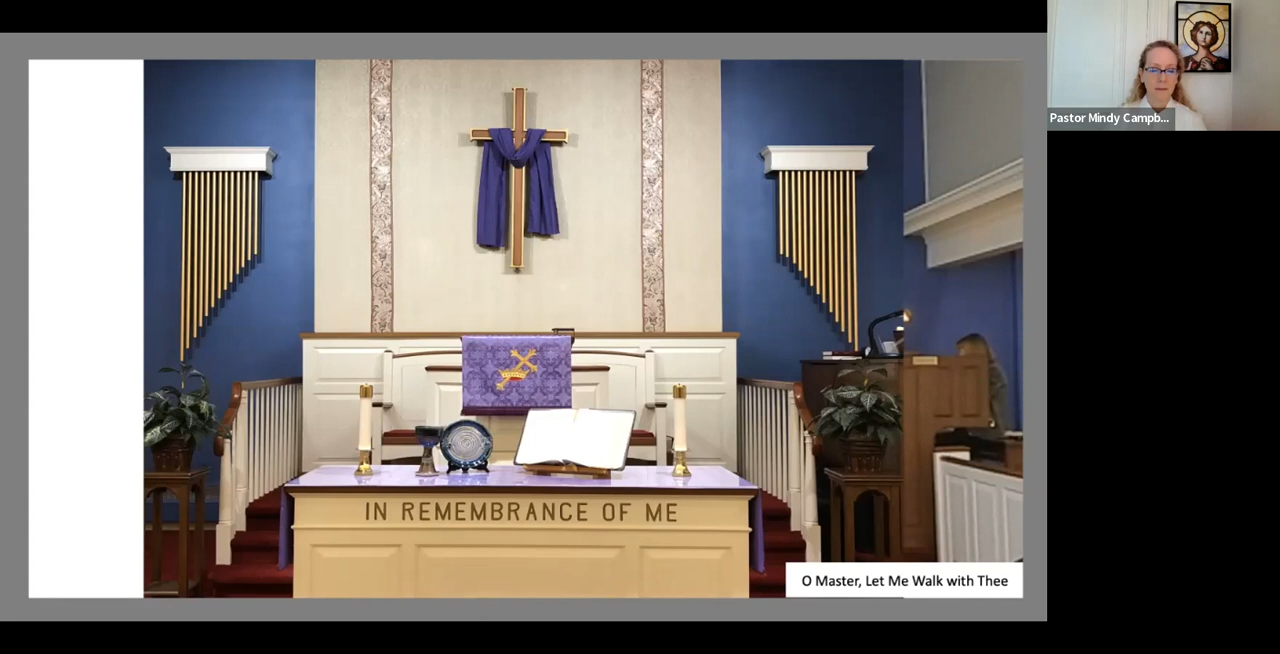 Pastor Mindy Campb...
IN REMEMBRANCE OF ME
O Master, Let Me Walk with Thee